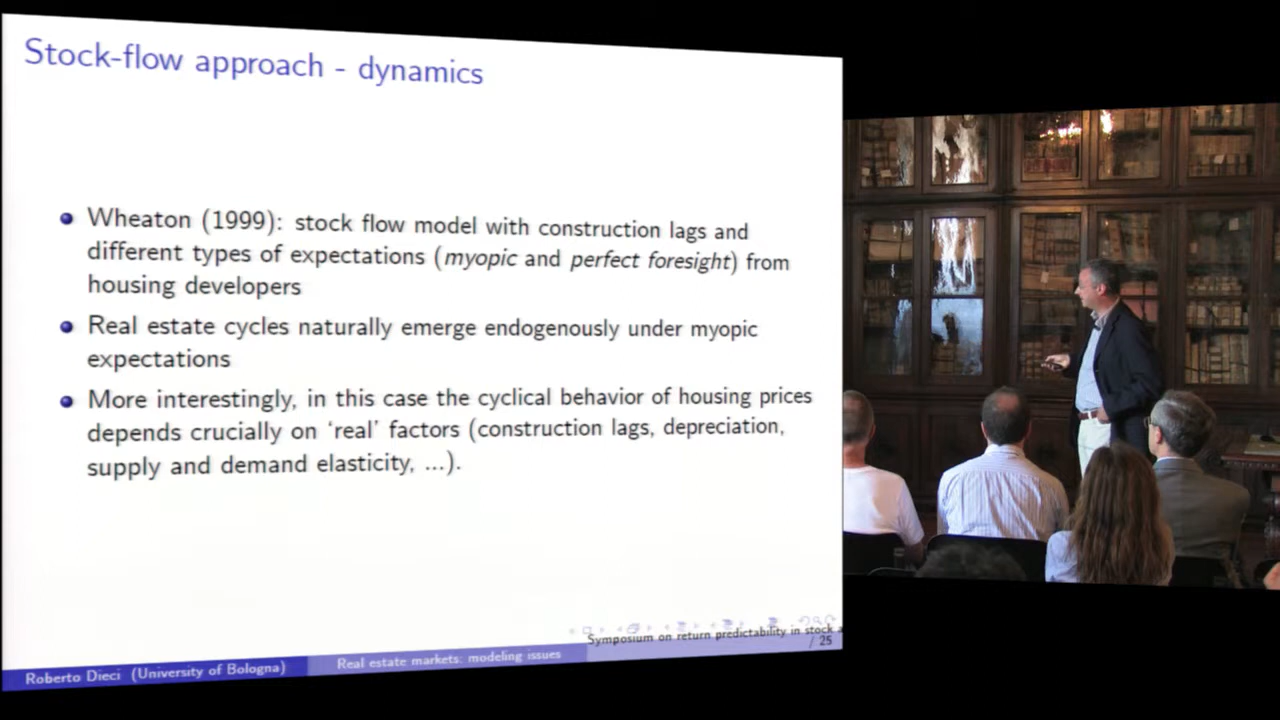 Stock-flow approach - dynamics
Wheaton (1999): stock flow model with construction lags and
different types of expectations (myopic and perfect foresight) from
housing developers
Real estate cycles naturally emerge endogenously under myopic
expectations
More interestingly, in this case the cyclical behavior of housing prices
depends crucially on ‘real’ factors (construction lags, depreciation,
supply and demand elasticity, ...).
Symposium on return predictability in stock a
/ 25
Roberto Dieci (University of Bologna) Real estate markets: modeling issues